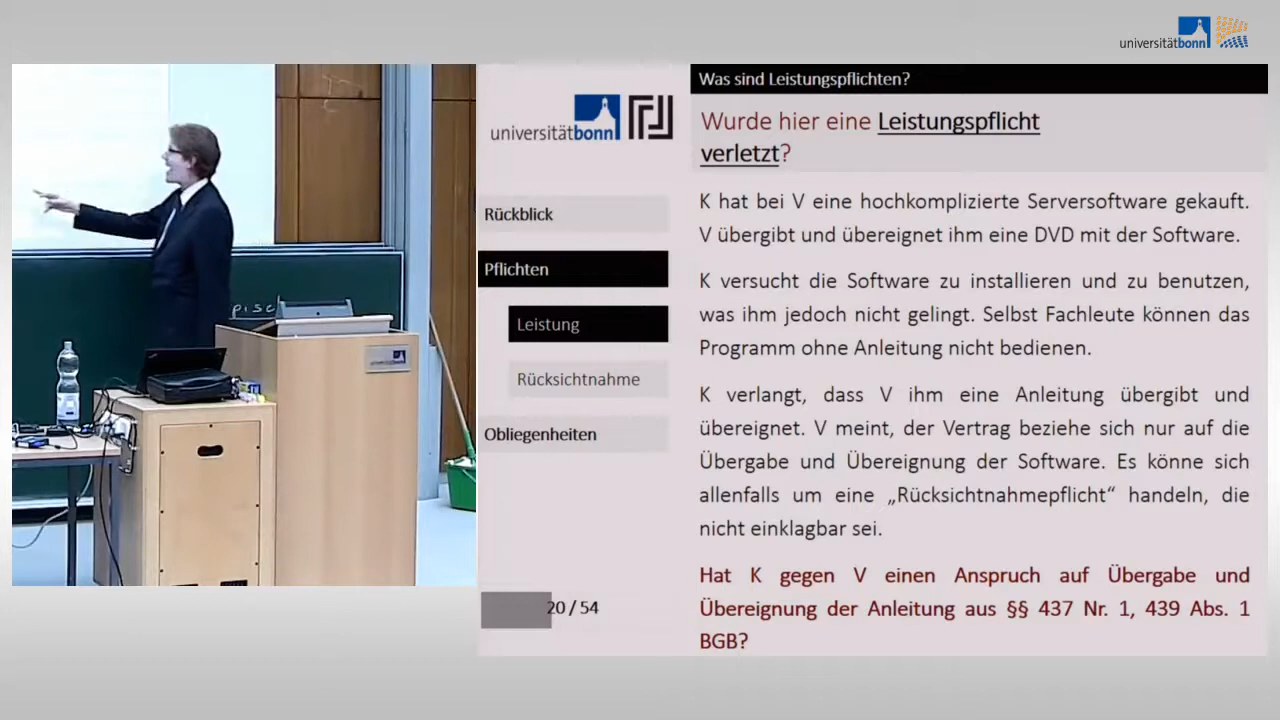 universitätbonn
Was sind Leistungspflichten?
universitätbonn
Wurde hier eine Leistungspflicht
verletzt?
Rückblick
Pflichten
Leistung
Rücksichtnahme
Obliegenheiten
20 / 54
K hat bei V eine hochkomplizierte Serversoftware gekauft.
V übergibt und übereignet ihm eine DVD mit der Software.
K versucht die Software zu installieren und zu benutzen,
was ihm jedoch nicht gelingt. Selbst Fachleute können das
Programm ohne Anleitung nicht bedienen.
K verlangt, dass V ihm eine Anleitung übergibt und
übereignet. V meint, der Vertrag beziehe sich nur auf die
Übergabe und Übereignung der Software. Es könne sich
allenfalls um eine „Rücksichtnahmepflicht“ handeln, die
nicht einklagbar sei.
Hat K gegen V einen Anspruch auf Übergabe und
Übereignung der Anleitung aus §§ 437 Nr. 1, 439 Abs. 1
BGB?